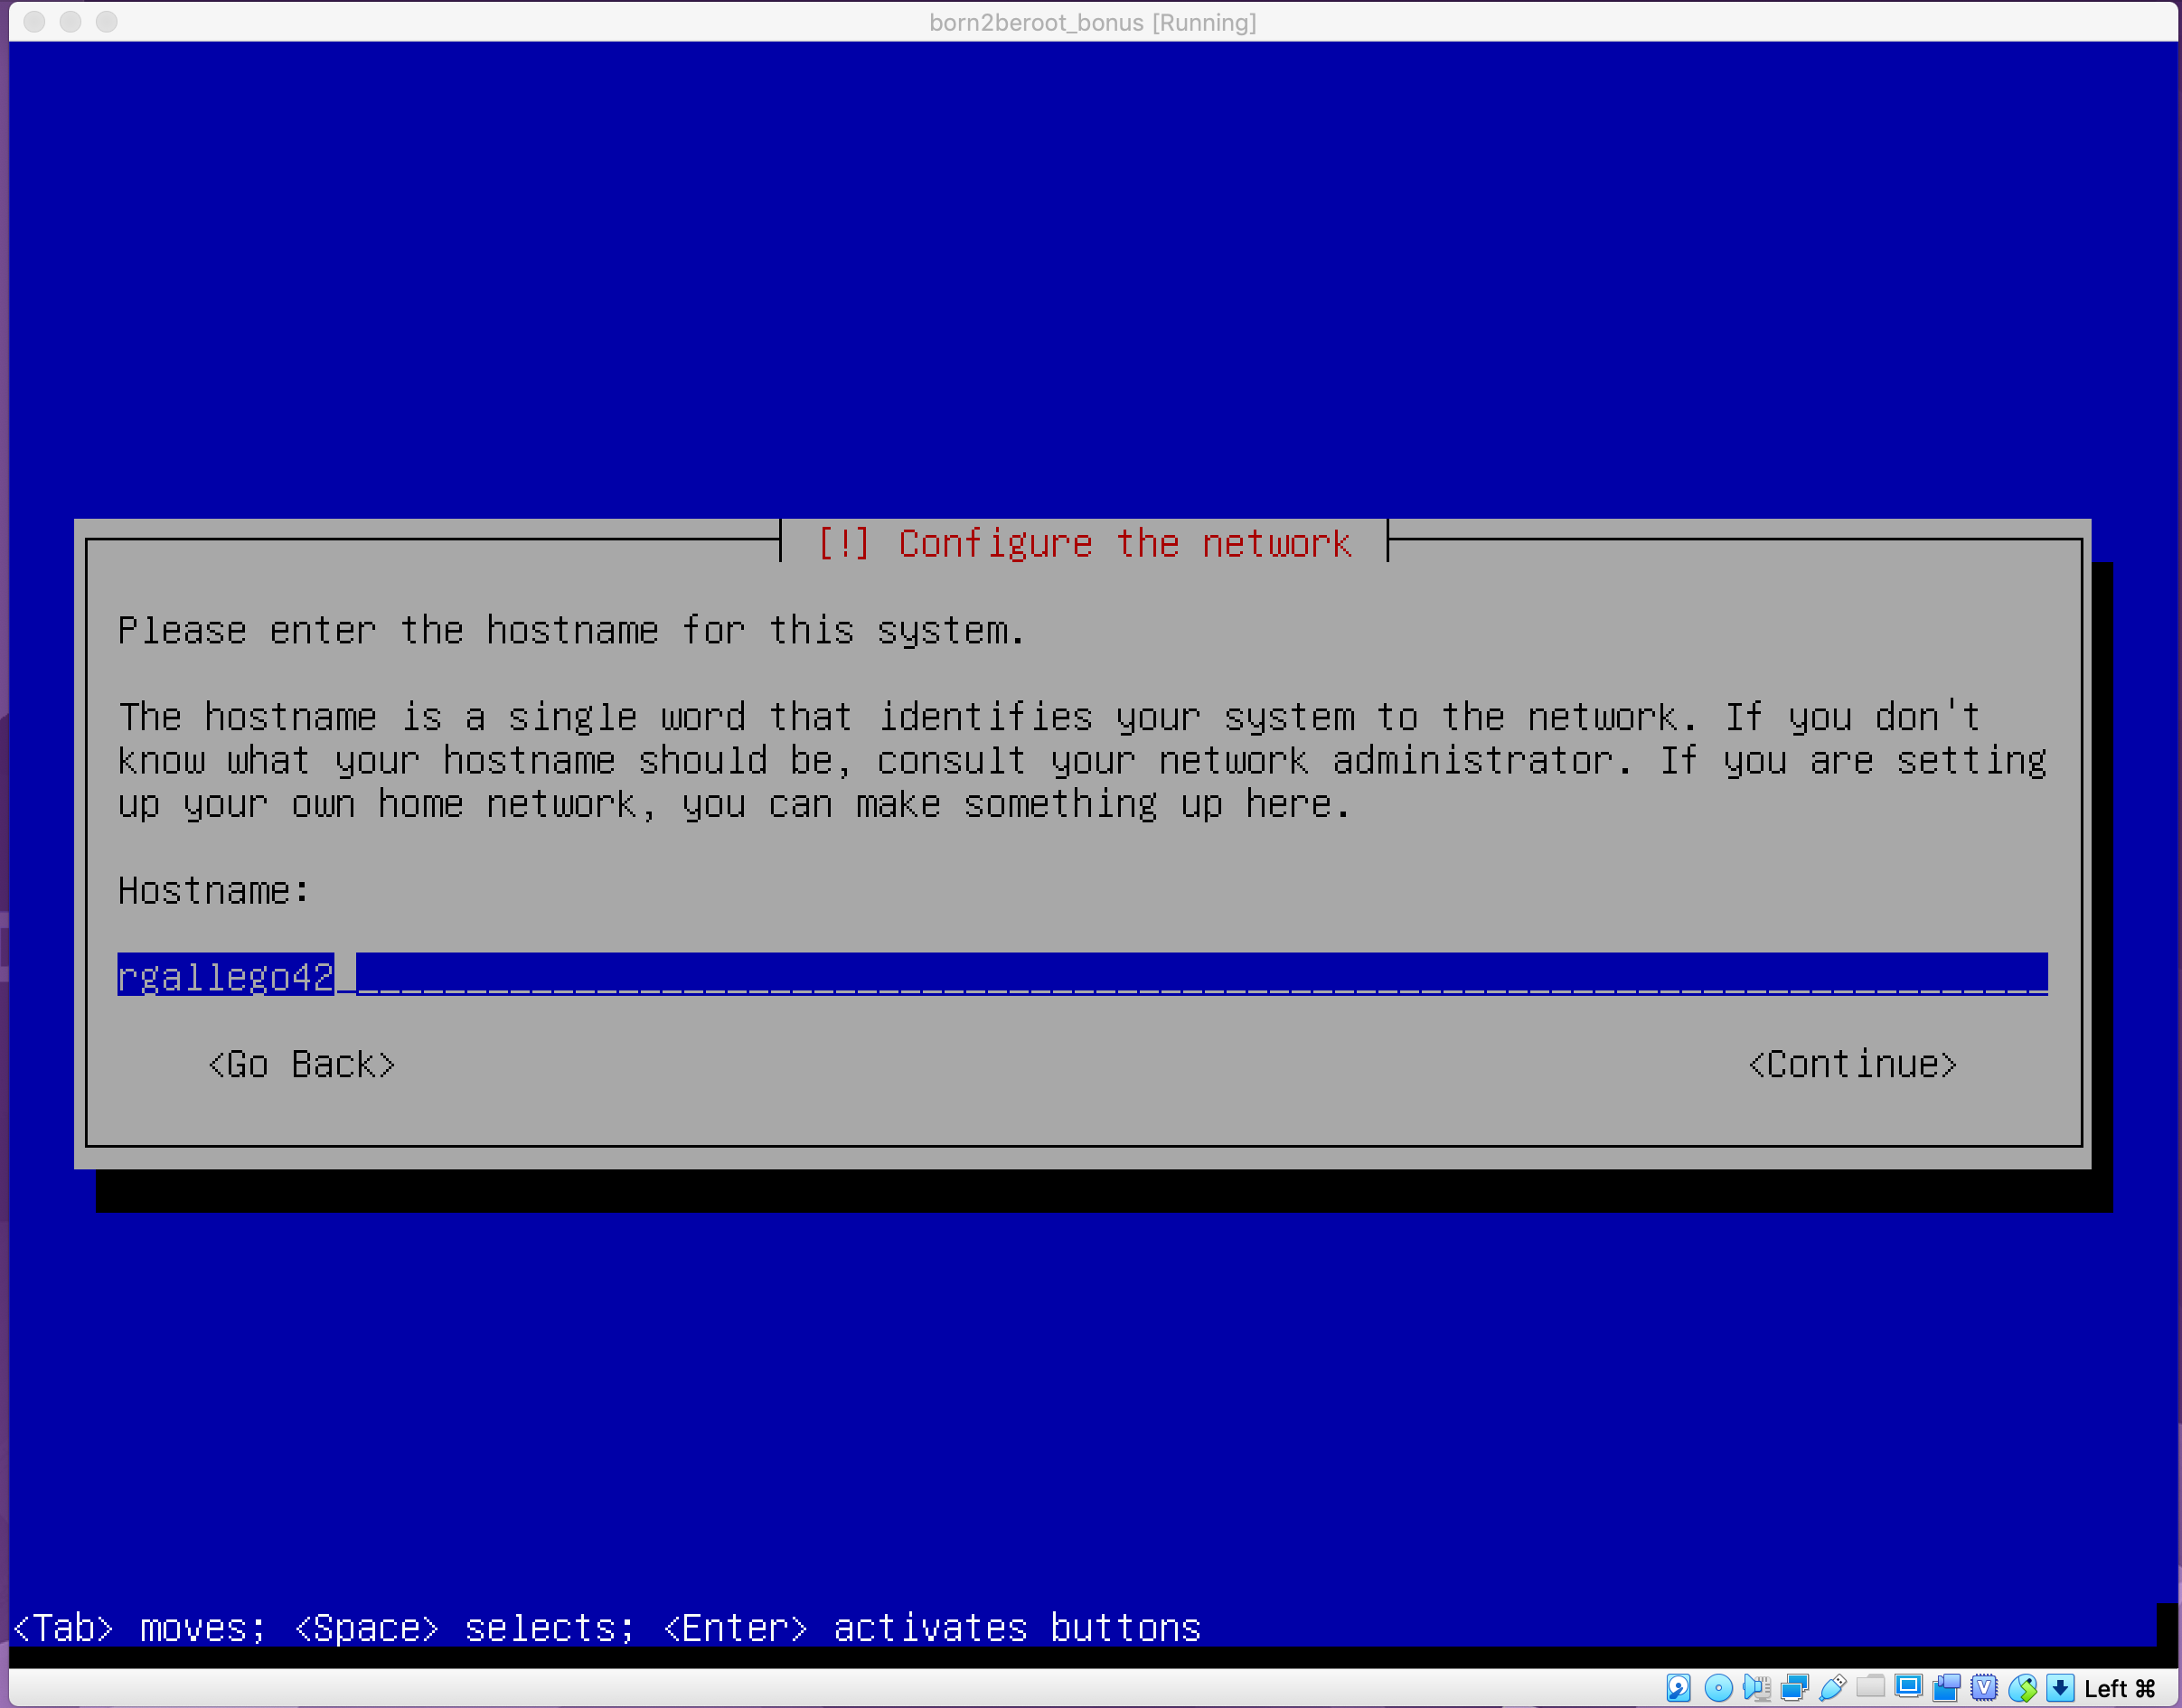 born2beroot_bonus [Running]
[!] Configure the network
Please enter the hostname for this system.
The hostname is a single word that identifies your system to the network. If you don't
know what your hostname should be, consult your network administrator. If you are setting
up your own home network, you can make something up here.
Hostname:
rgallego42
<Go Back> <Continue>
<Tab> moves; <Space> selects; <Enter> activates buttons
Left ⌘